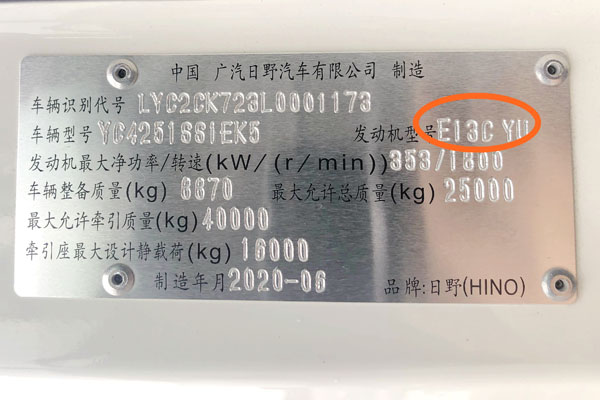 中国 广汽日野汽车有限公司 制造
车辆识别代号 LYC2CK723L0001173
车辆型号 YC4251SS1EK5 发动机型号 E13C YU
发动机最大净功率/转速(kW/(r/min)) 353/1800
车辆整备质量(kg) 8870 最大允许总质量(kg) 25000
最大允许牵引质量(kg) 40000
牵引座最大设计静载荷(kg) 16000
制造年月 2020-06 品牌:日野(HINO)